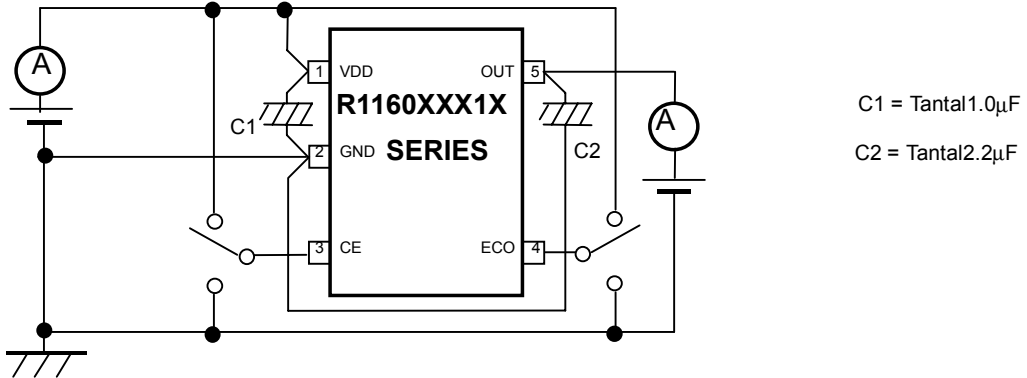 A
1
VDD
OUT
5
R1160XXX1X
SERIES
C1
2
GND
C2
A
C1 = Tantal1.0μF
C2 = Tantal2.2μF
3
CE
ECO
4